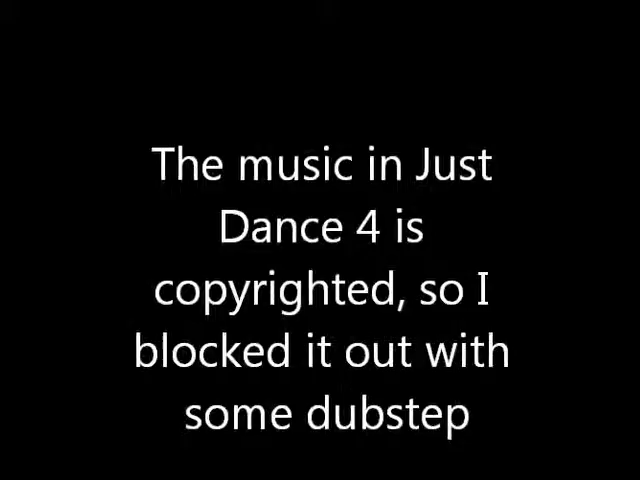 The music in Just
Dance 4 is
copyrighted, so I
blocked it out with
some dubstep